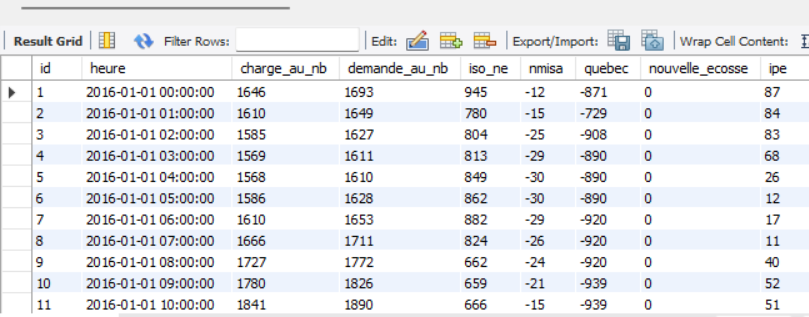 Result Grid Filter Rows: Edit: Export/Import: Wrap Cell Content:
id heure charge_au_nb demande_au_nb iso_ne nmisa quebec nouvelle_ecosse ipe
1 2016-01-01 00:00:00 1646 1693 945 -12 -871 0 87
2 2016-01-01 01:00:00 1610 1649 780 -15 -729 0 84
3 2016-01-01 02:00:00 1585 1627 804 -25 -908 0 83
4 2016-01-01 03:00:00 1569 1611 813 -29 -890 0 68
5 2016-01-01 04:00:00 1568 1610 849 -30 -890 0 26
6 2016-01-01 05:00:00 1586 1628 862 -30 -890 0 12
7 2016-01-01 06:00:00 1610 1653 882 -29 -920 0 17
8 2016-01-01 07:00:00 1666 1711 824 -26 -920 0 11
9 2016-01-01 08:00:00 1727 1772 662 -24 -920 0 40
10 2016-01-01 09:00:00 1780 1826 659 -21 -939 0 52
11 2016-01-01 10:00:00 1841 1890 666 -15 -939 0 51